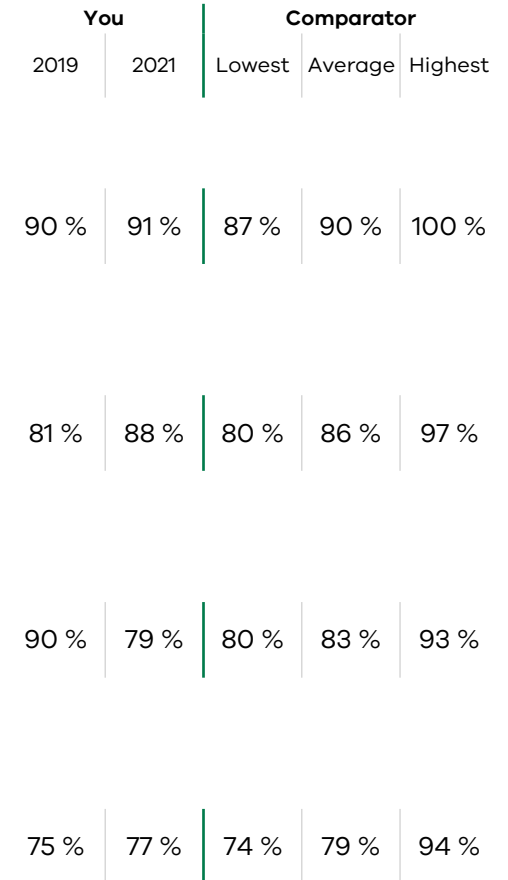 You Comparator
2019 2021 Lowest Average Highest
90 % 91 % 87 % 90 % 100 %
81 % 88 % 80 % 86 % 97 %
90 % 79 % 80 % 83 % 93 %
75 % 77 % 74 % 79 % 94 %